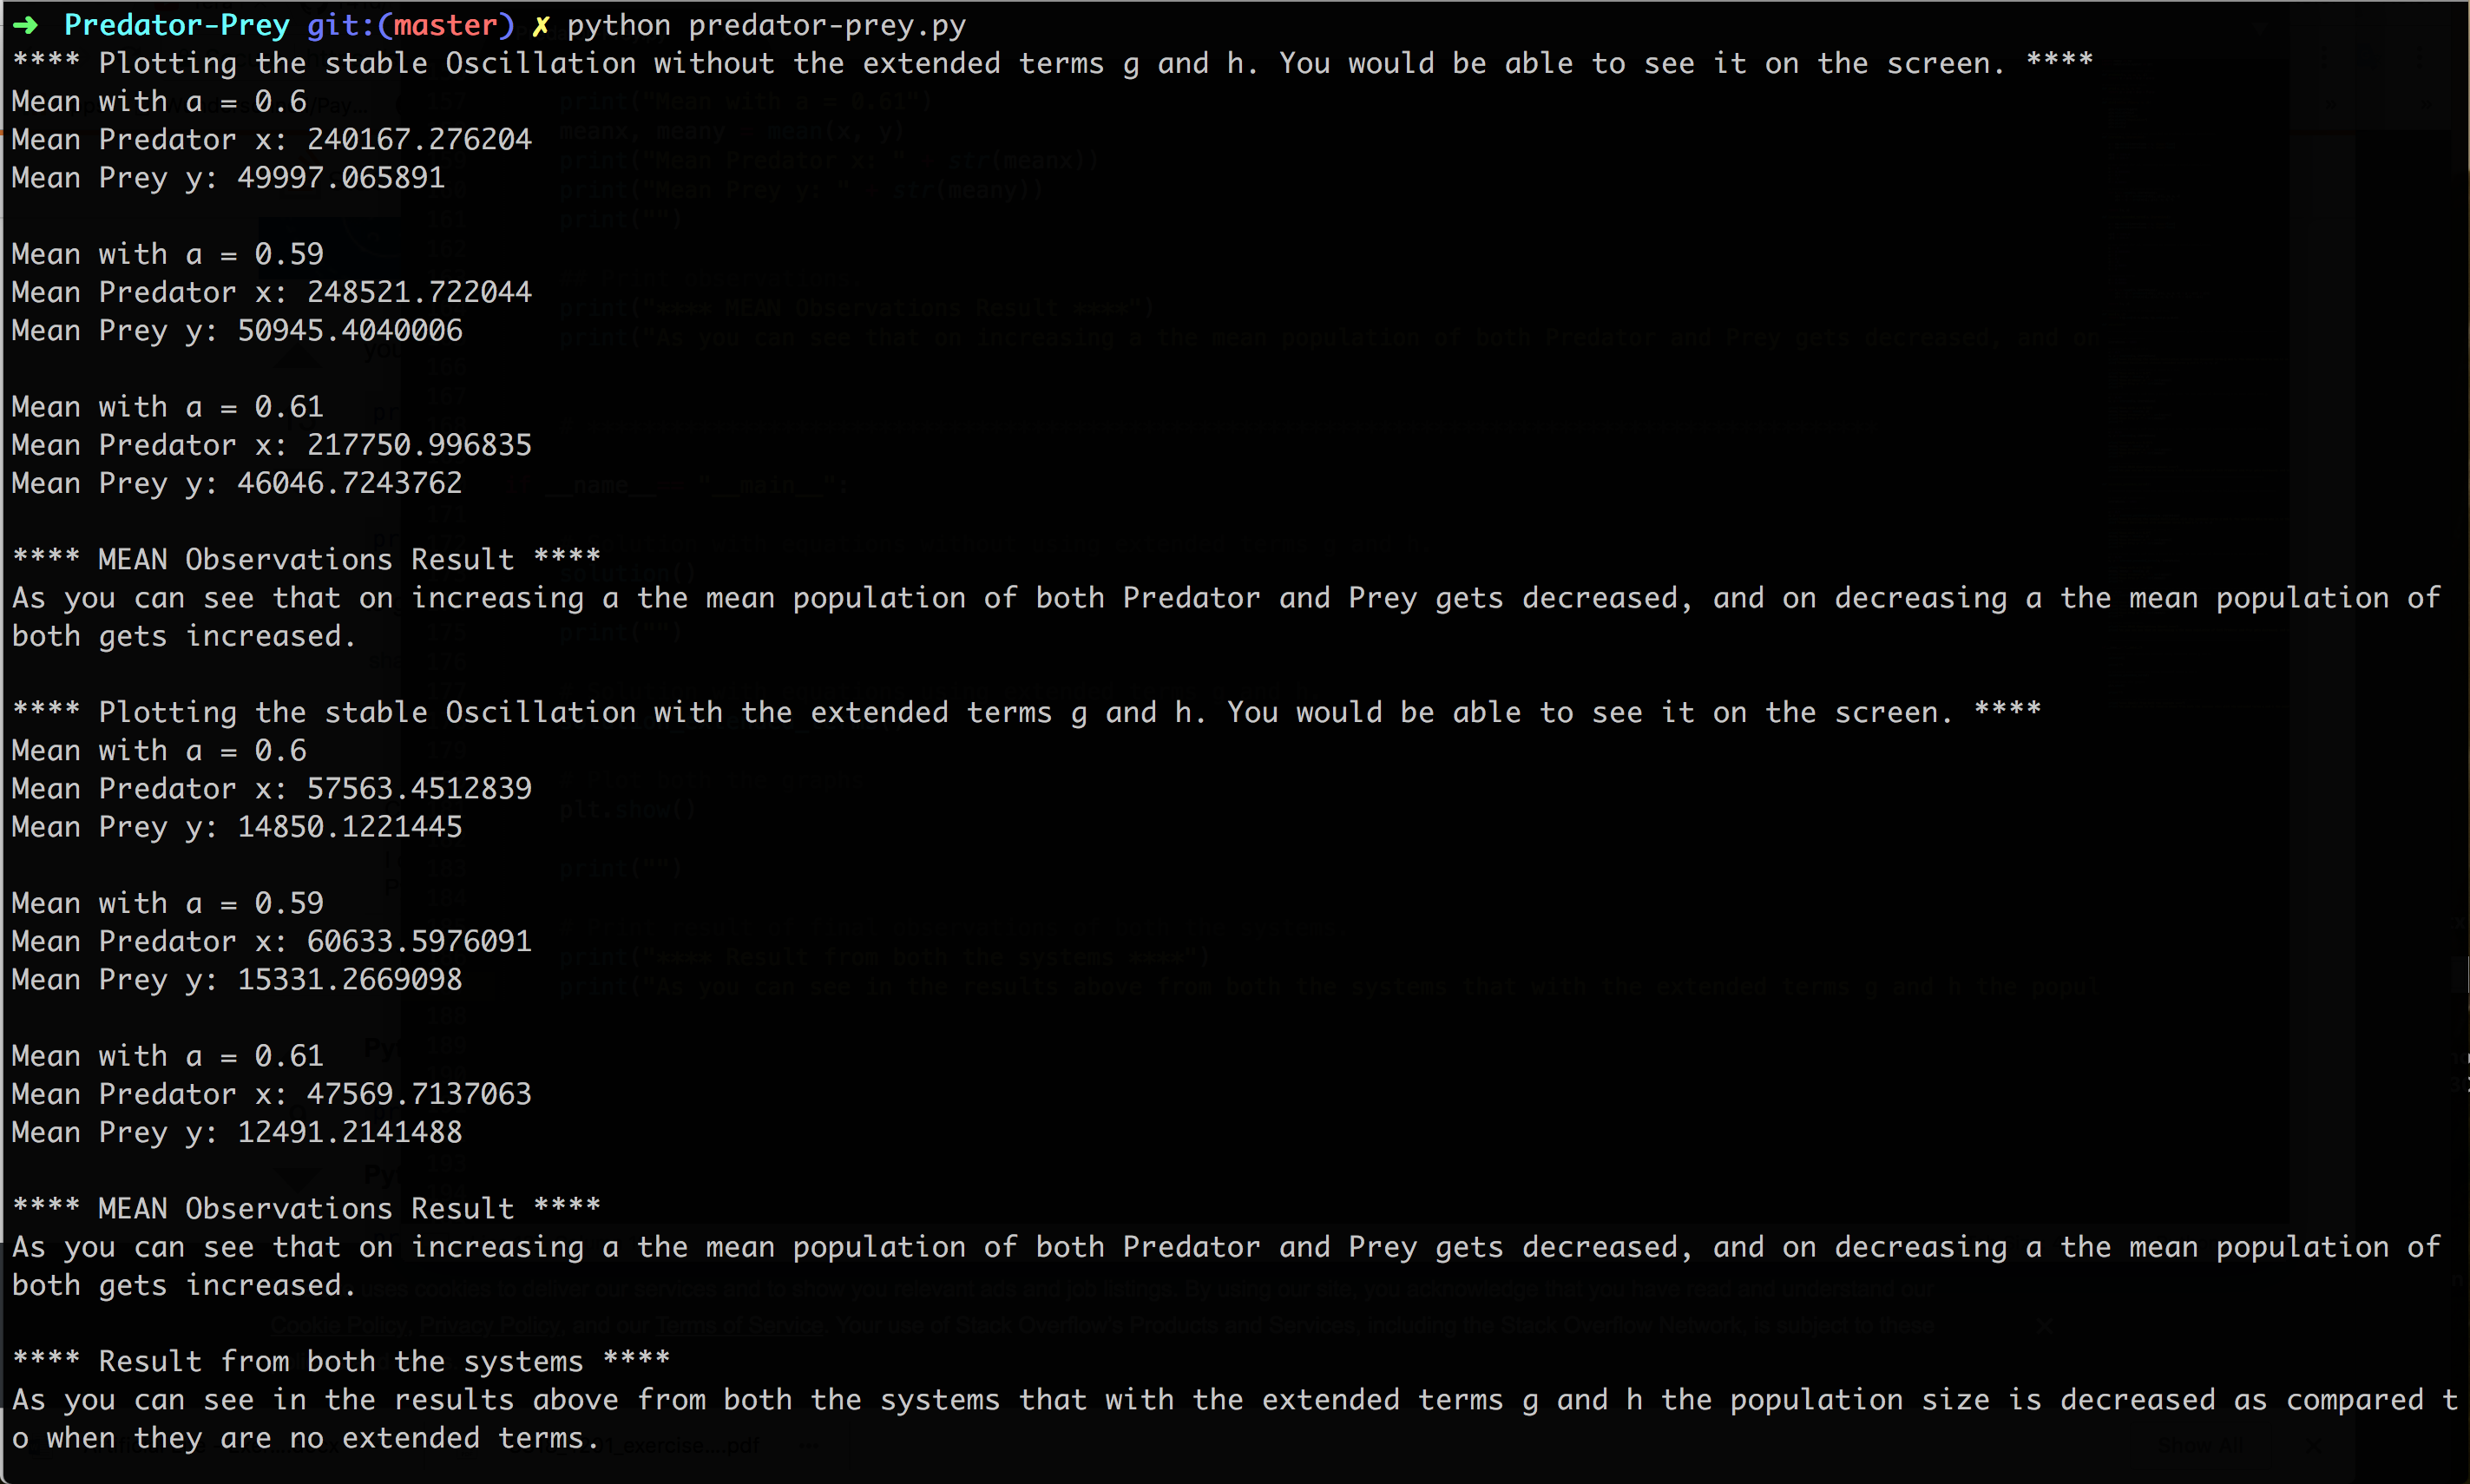 ➜ Predator-Prey git:(master) ✗ python predator-prey.py
**** Plotting the stable Oscillation without the extended terms g and h. You would be able to see it on the screen. ****
Mean with a = 0.6
Mean Predator x: 240167.276204
Mean Prey y: 49997.065891
Mean with a = 0.59
Mean Predator x: 248521.722044
Mean Prey y: 50945.4040006
Mean with a = 0.61
Mean Predator x: 217750.996835
Mean Prey y: 46046.7243762
**** MEAN Observations Result ****
As you can see that on increasing a the mean population of both Predator and Prey gets decreased, and on decreasing a the mean population of
both gets increased.
**** Plotting the stable Oscillation with the extended terms g and h. You would be able to see it on the screen. ****
Mean with a = 0.6
Mean Predator x: 57563.4512839
Mean Prey y: 14850.1221445
Mean with a = 0.59
Mean Predator x: 60633.5976091
Mean Prey y: 15331.2669098
Mean with a = 0.61
Mean Predator x: 47569.7137063
Mean Prey y: 12491.2141488
**** MEAN Observations Result ****
As you can see that on increasing a the mean population of both Predator and Prey gets decreased, and on decreasing a the mean population of
both gets increased.
**** Result from both the systems ****
As you can see in the results above from both the systems that with the extended terms g and h the population size is decreased as compared t
o when they are no extended terms.